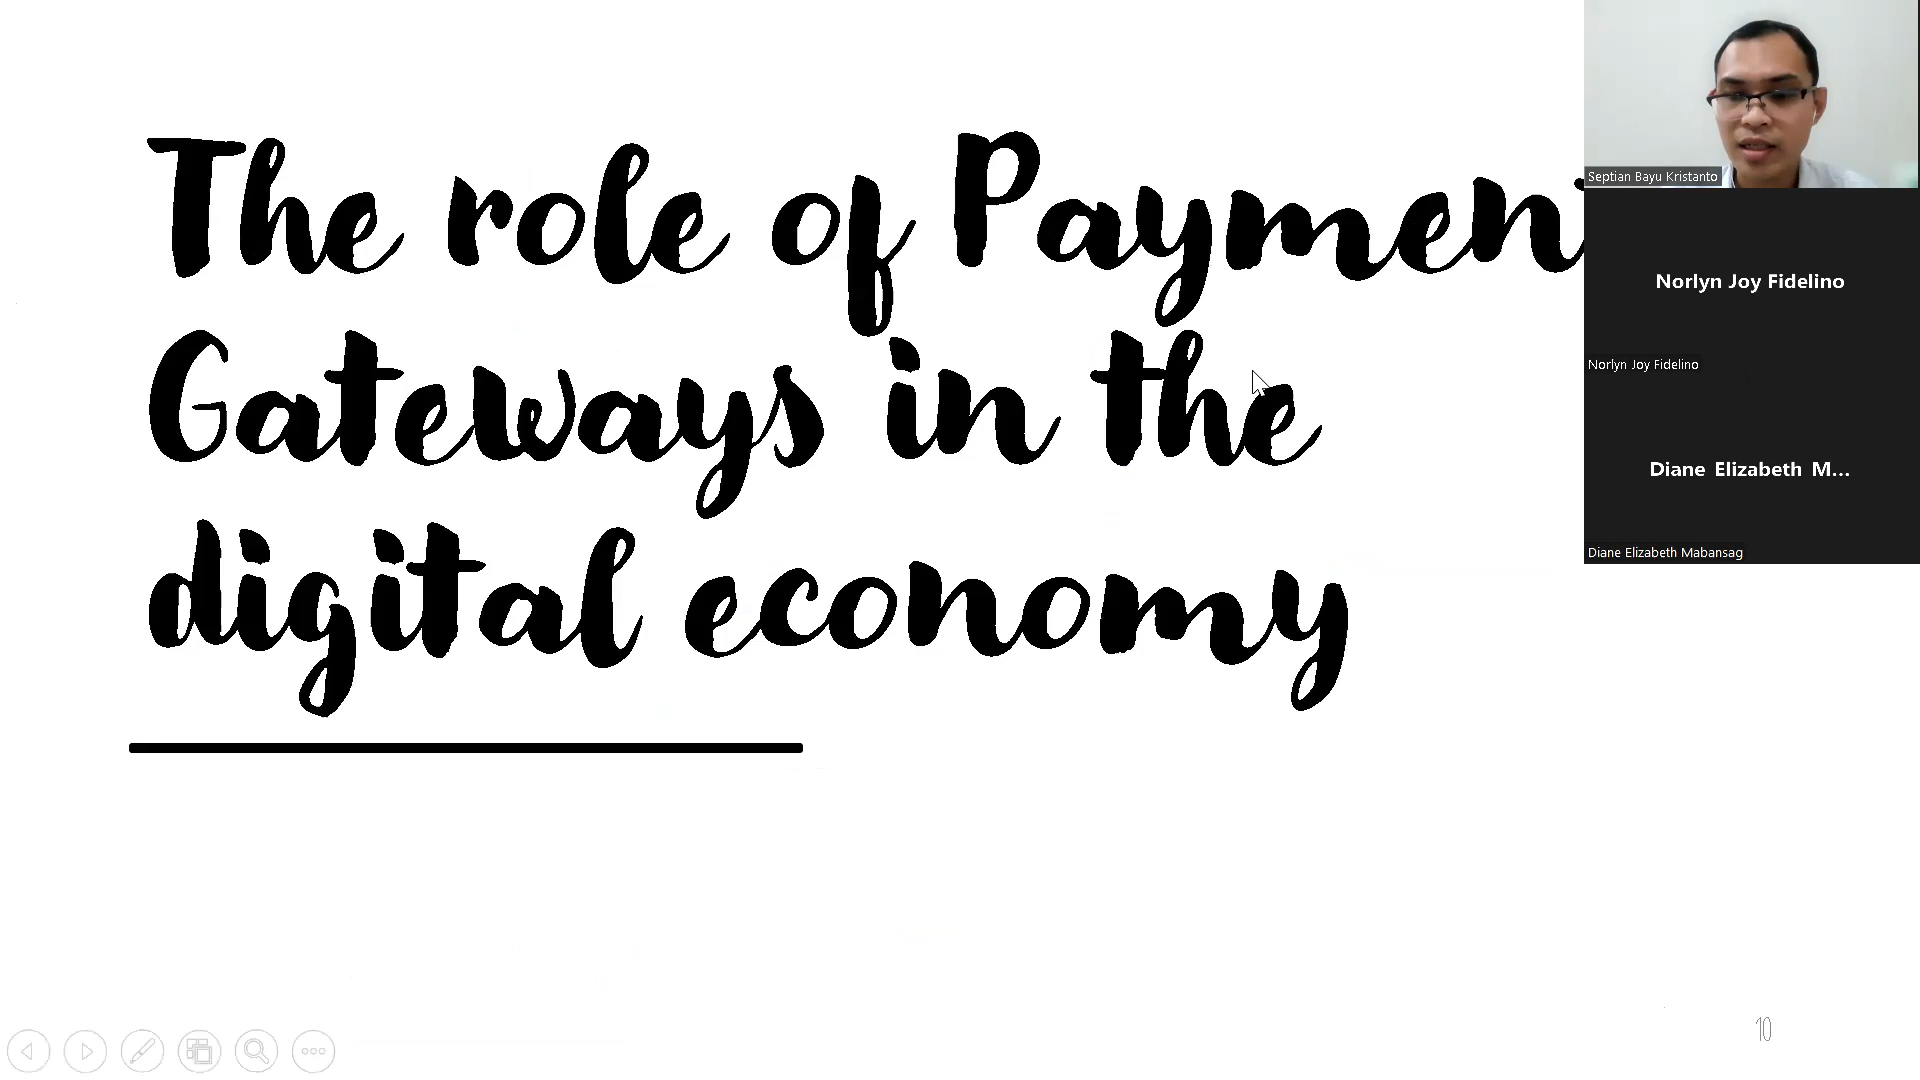 The role of Payment
Gateways in the
digital economy
Septian Bayu Kristanto
Norlyn Joy Fidelino
Norlyn Joy Fidelino
Diane Elizabeth M...
Diane Elizabeth Mabansag
10